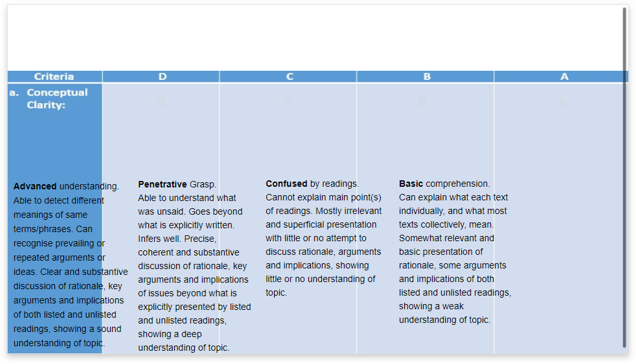 Criteria D C B A
a. Conceptual
Clarity:
Advanced understanding.
Able to detect different
meanings of same
terms/phrases. Can
recognise prevailing or
repeated arguments or
ideas. Clear and substantive
discussion of rationale, key
arguments and implications
of both listed and unlisted
readings, showing a sound
understanding of topic.
Penetrative Grasp.
Able to understand what
was unsaid. Goes beyond
what is explicitly written.
Infers well. Precise,
coherent and substantive
discussion of rationale, key
arguments and implications
of issues beyond what is
explicitly presented by listed
and unlisted readings,
showing a deep
understanding of topic.
Confused by readings.
Cannot explain main point(s)
of readings. Mostly irrelevant
and superficial presentation
with little or no attempt to
discuss rationale, arguments
and implications, showing
little or no understanding of
topic.
Basic comprehension.
Can explain what each text
individually, and what most
texts collectively, mean.
Somewhat relevant and
basic presentation of
rationale, some arguments
and implications of both
listed and unlisted readings,
showing a weak
understanding of topic.